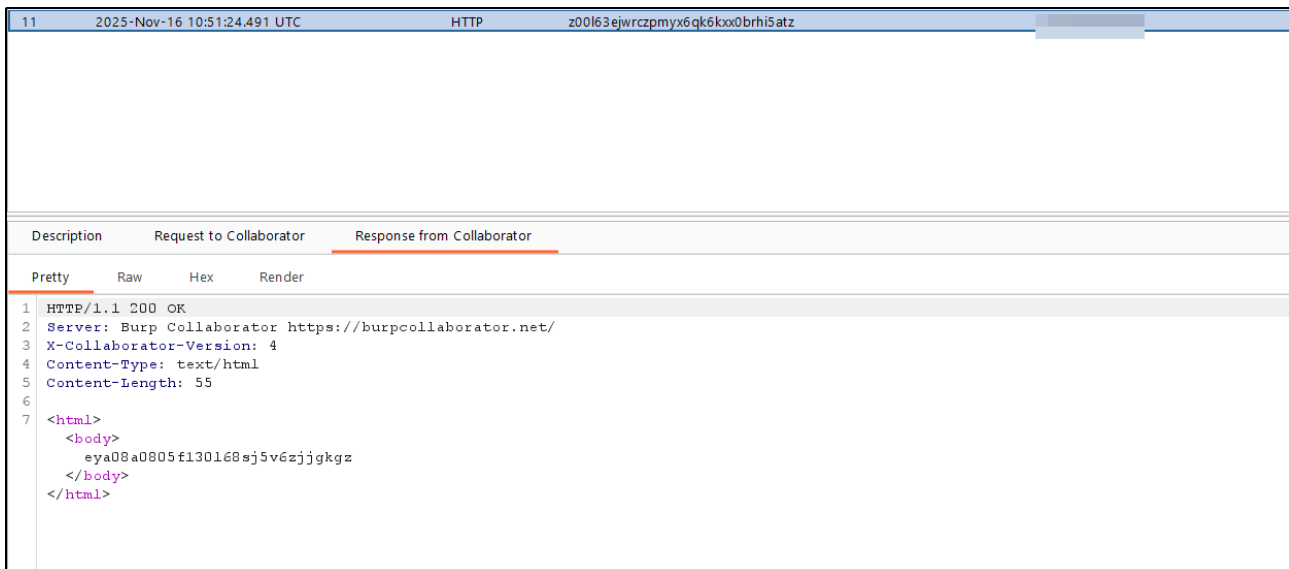 11 2025-Nov-16 10:51:24.491 UTC HTTP z00l63ejwrczpmyx6qk6kxx0brhi5atz
Description Request to Collaborator Response from Collaborator
Pretty Raw Hex Render
1 HTTP/1.1 200 OK
2 Server: Burp Collaborator https://burpcollaborator.net/
3 X-Collaborator-Version: 4
4 Content-Type: text/html
5 Content-Length: 55
6
7 <html>
<body>
eya08a0805f130l68sj5v6zjjgkgz
</body>
</html>